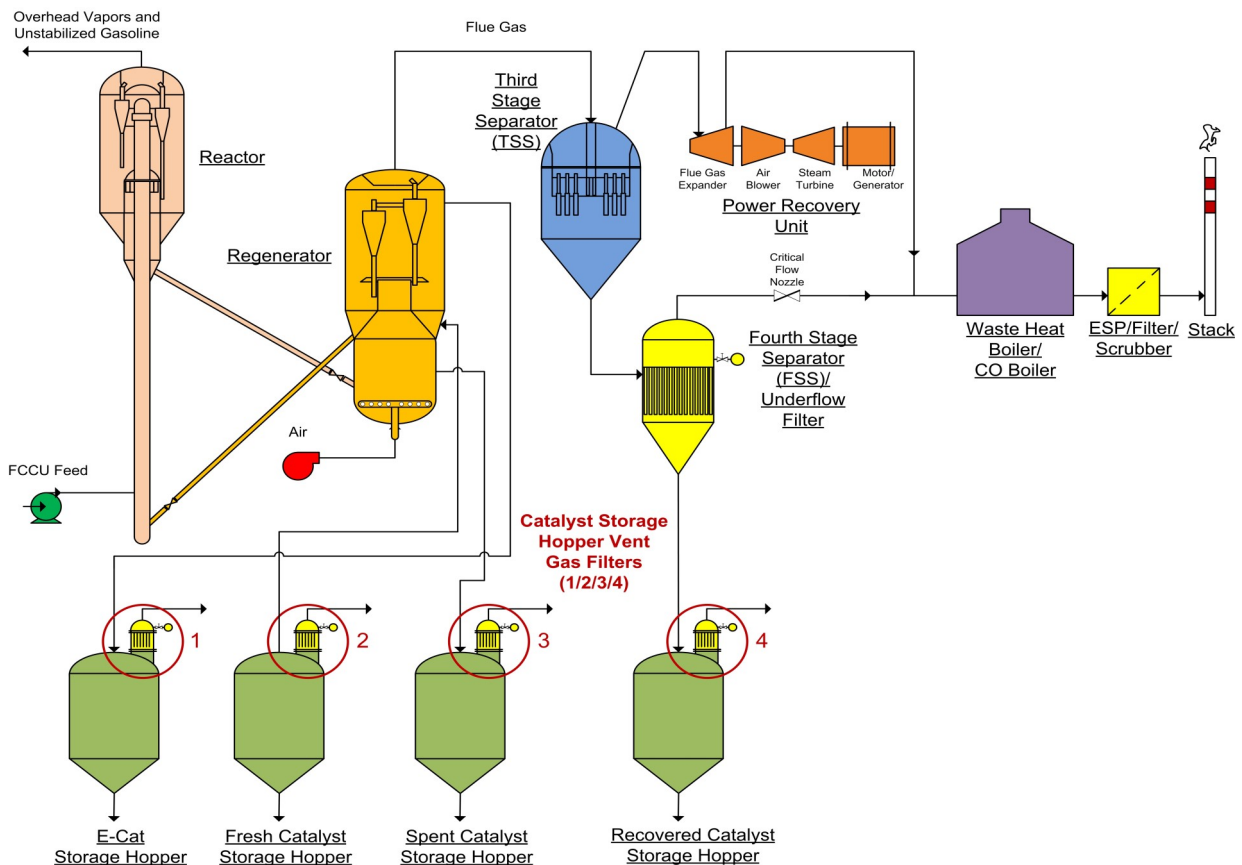 Overhead Vapors and
Unstabilized Gasoline
Flue Gas
Third
Stage
Separator
(TSS)
Reactor
Regenerator
Flue Gas
Expander
Air
Blower
Steam
Turbine
Motor/
Generator
Power Recovery
Unit
Critical
Flow
Nozzle
Waste Heat
Boiler/
CO Boiler
ESP/Filter/
Scrubber
Stack
Fourth Stage
Separator
(FSS)/
Underflow
Filter
Air
FCCU Feed
Catalyst Storage
Hopper Vent
Gas Filters
(1/2/3/4)
1
2
3
4
E-Cat
Storage Hopper
Fresh Catalyst
Storage Hopper
Spent Catalyst
Storage Hopper
Recovered Catalyst
Storage Hopper